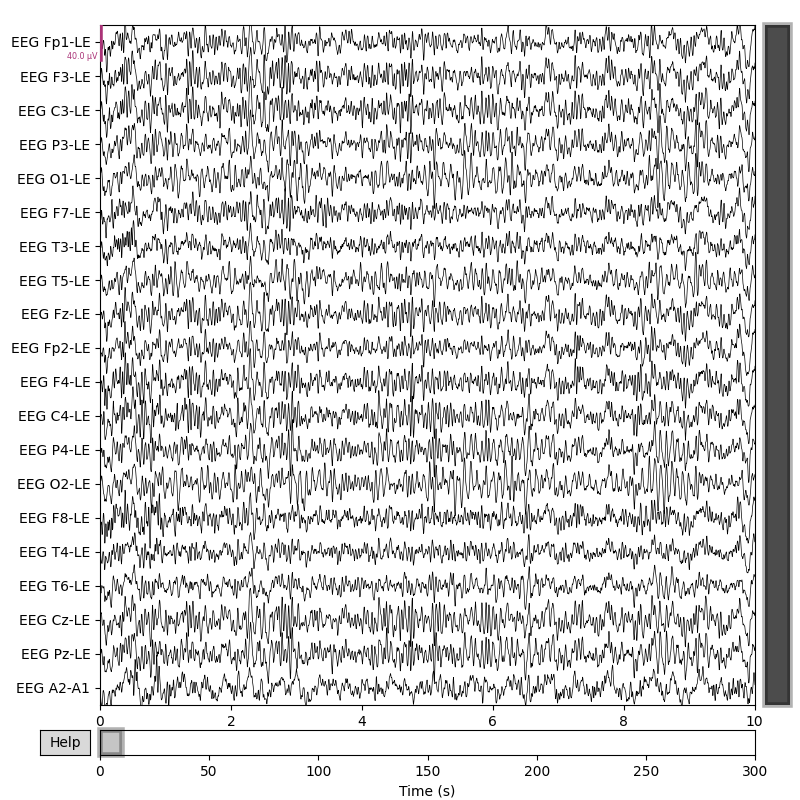 EEG Fp1-LE
40.0 µV
EEG F3-LE
EEG C3-LE
EEG P3-LE
EEG O1-LE
EEG F7-LE
EEG T3-LE
EEG T5-LE
EEG Fz-LE
EEG Fp2-LE
EEG F4-LE
EEG C4-LE
EEG P4-LE
EEG O2-LE
EEG F8-LE
EEG T4-LE
EEG T6-LE
EEG Cz-LE
EEG Pz-LE
EEG A2-A1
0 2 4 6 8 10
Help
0 50 100 150 200 250 300
Time (s)